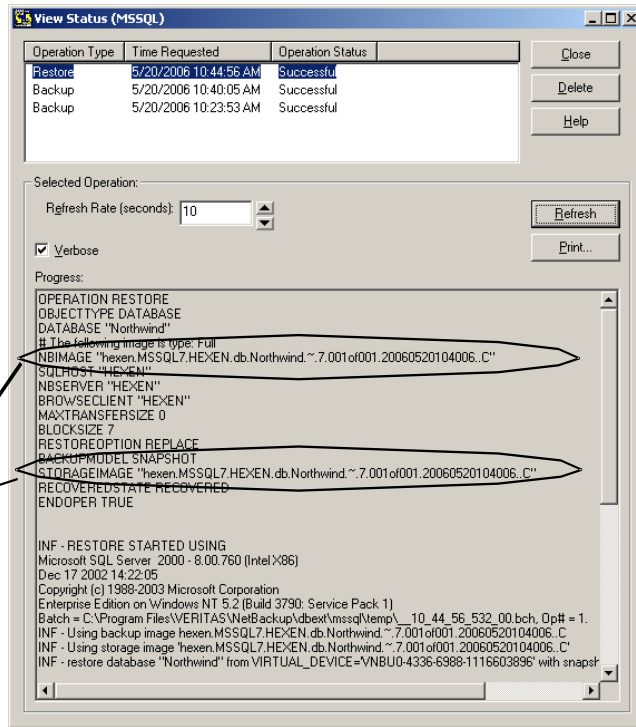 View Status (MSSQL)
Operation Type Time Requested Operation Status
Restore 5/20/2006 10:44:56 AM Successful
Backup 5/20/2006 10:40:05 AM Successful
Backup 5/20/2006 10:23:53 AM Successful
Close
Delete
Help
Selected Operation:
Refresh Rate (seconds): 10
Refresh
Verbose
Print...
Progress:
OPERATION RESTORE
OBJECTTYPE DATABASE
DATABASE "Northwind"
# The following image is type: Full
NBIMAGE "hexen.MSSQL7.HEXEN.db.Northwind.~.7.001of001.20060520104006..C"
SQLHOST "HEXEN"
NBSERVER "HEXEN"
BROWSECLIENT "HEXEN"
MAXTRANSFERSIZE 0
BLOCKSIZE 7
RESTOREOPTION REPLACE
BACKUPMODEL SNAPSHOT
STORAGEIMAGE "hexen.MSSQL7.HEXEN.db.Northwind.~.7.001of001.20060520104006..C"
RECOVEREDSTATE RECOVERED
ENDOPER TRUE
INF - RESTORE STARTED USING
Microsoft SQL Server 2000 - 8.00.760 (Intel X86)
Dec 17 2002 14:22:05
Copyright (c) 1988-2003 Microsoft Corporation
Enterprise Edition on Windows NT 5.2 (Build 3790: Service Pack 1)
Batch = C:\Program Files\VERITAS\NetBackup\dbext\mssql\temp\__10_44_56_532_00.bch, Op# = 1.
INF - Using backup image hexen.MSSQL7.HEXEN.db.Northwind.~.7.001of001.20060520104006..C
INF - Using storage image 'hexen.MSSQL7.HEXEN.db.Northwind.~.7.001of001.20060520104006..C'
INF - restore database "Northwind" from VIRTUAL_DEVICE='VNBU0-4336-6988-1116603896' with snapsh